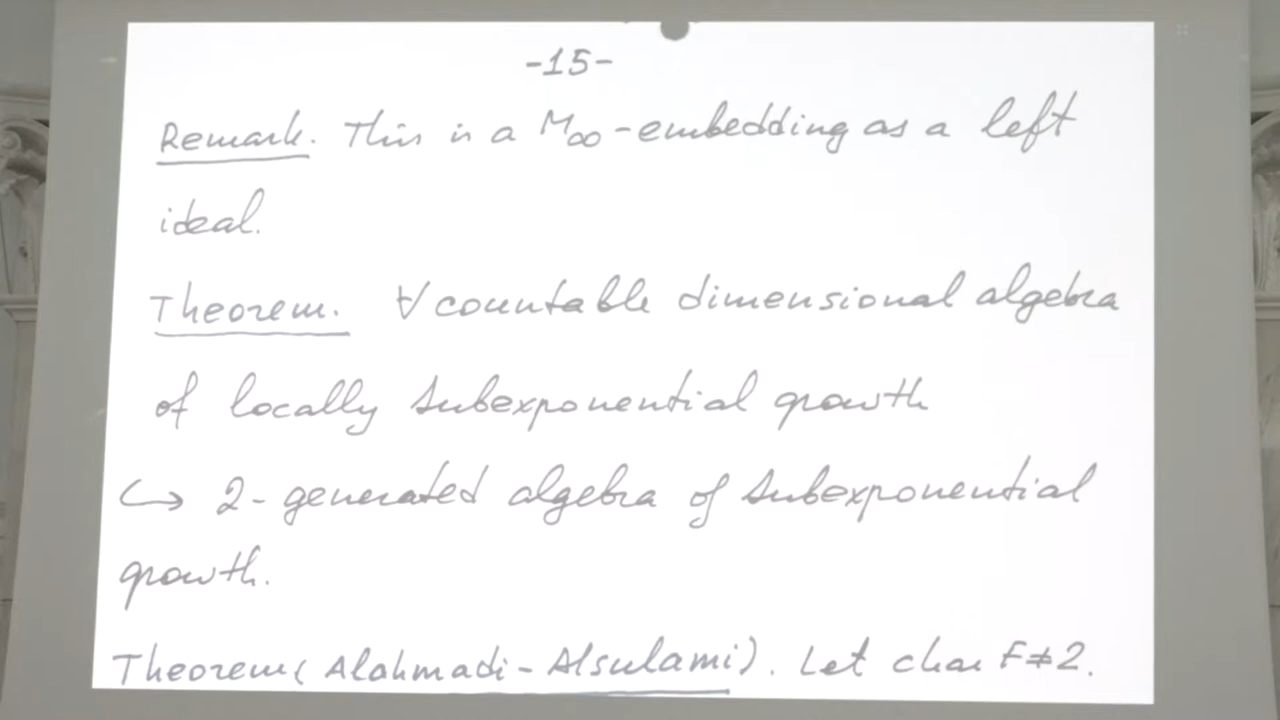 -15-
Remark. This is a M∞-embedding as a left
ideal.
Theorem. ∀ countable dimensional algebra
of locally subexponential growth
↪ 2-generated algebra of subexponential
growth.
Theorem (Alahmadi-Alsulami). Let char F≠2.